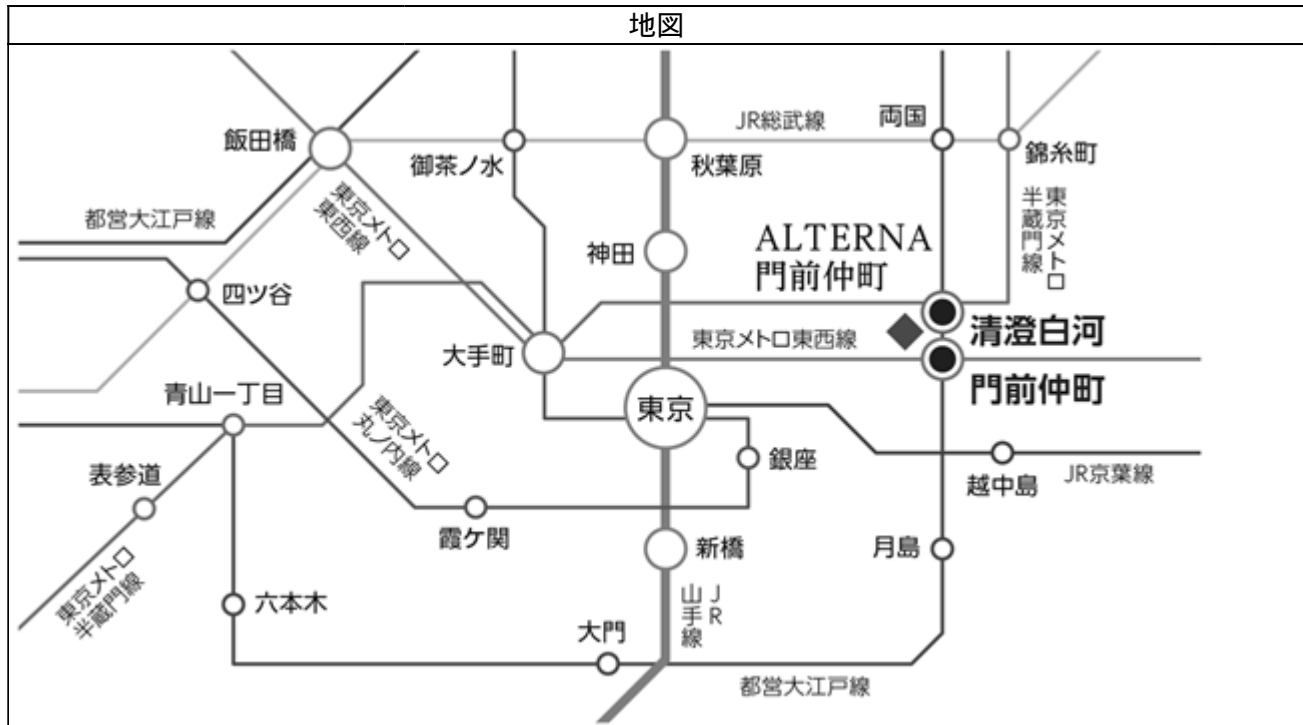 地図
飯田橋
御茶ノ水
秋葉原
JR総武線
両国
錦糸町
東京メトロ
半蔵門線
都営大江戸線
東京メトロ
東西線
四ツ谷
神田
ALTERNA
門前仲町
大手町
東京メトロ東西線
清澄白河
門前仲町
青山一丁目
東京メトロ
丸ノ内線
東京
銀座
越中島
JR京葉線
表参道
霞ケ関
新橋
月島
東京メトロ
半蔵門線
六本木
JR
山手線
大門
都営大江戸線